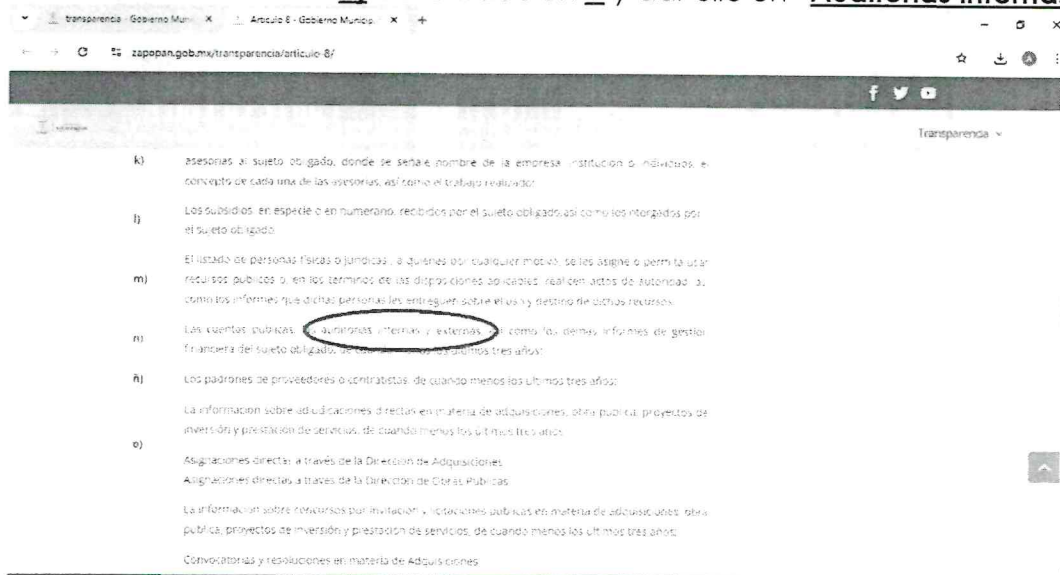 transparencia - Gobierno Mun
Artículo 8 - Gobierno Municip
zapopan.gob.mx/transparencia/articulo-8/
Transparencia
k) asesorías al sujeto obligado, donde se señale nombre de la empresa, institución o individuos, el
concepto de cada una de las asesorías, así como el trabajo realizado;
l) Los subsidios, en especie o en numerario, recibidos por el sujeto obligado, así como los otorgados por
el sujeto obligado
El listado de personas físicas o jurídicas, a quienes por cualquier motivo, se les asigne o permita usar
m) recursos públicos o, en los términos de las disposiciones aplicables, realicen actos de autoridad, así
como los informes que dichas personas les entreguen sobre el uso y destino de dichos recursos;
n) Las cuentas públicas, las auditorías internas y externas, así como los demás informes de gestión
financiera del sujeto obligado, de cuando menos los últimos tres años;
ñ) Los padrones de proveedores o contratistas, de cuando menos los últimos tres años;
La información sobre adjudicaciones directas en materia de adquisiciones, obra pública, proyectos de
inversión y prestación de servicios, de cuando menos los últimos tres años
o)
Asignaciones directas a través de la Dirección de Adquisiciones
Asignaciones directas a través de la Dirección de Obras Públicas
La información sobre concursos por invitación y licitaciones públicas en materia de adquisiciones, obra
pública, proyectos de inversión y prestación de servicios, de cuando menos los últimos tres años;
Convocatorias y resoluciones en materia de Adquisiciones